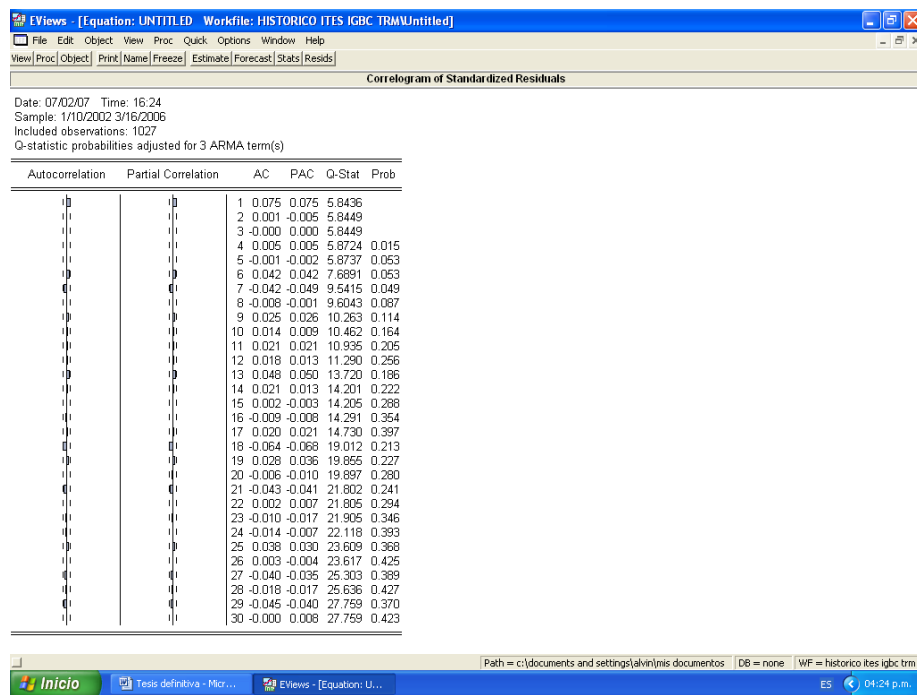 EViews - [Equation: UNTITLED   Workfile: HISTORICO ITES IGBC TRM\Untitled]
File Edit Object View Proc Quick Options Window Help
View Proc Object Print Name Freeze Estimate Forecast Stats Resids
Correlogram of Standardized Residuals
Date: 07/02/07   Time: 16:24
Sample: 1/10/2002 3/16/2006
Included observations: 1027
Q-statistic probabilities adjusted for 3 ARMA term(s)
Autocorrelation Partial Correlation AC PAC Q-Stat Prob
1 0.075 0.075 5.8436
2 0.001 -0.005 5.8449
3 -0.000 0.000 5.8449
4 0.005 0.005 5.8724 0.015
5 -0.001 -0.002 5.8737 0.053
6 0.042 0.042 7.6891 0.053
7 -0.042 -0.049 9.5415 0.049
8 -0.008 -0.001 9.6043 0.087
9 0.025 0.026 10.263 0.114
10 0.014 0.009 10.462 0.164
11 0.021 0.021 10.935 0.205
12 0.018 0.013 11.290 0.256
13 0.048 0.050 13.720 0.186
14 0.021 0.013 14.201 0.222
15 0.002 -0.003 14.205 0.288
16 -0.009 -0.008 14.291 0.354
17 0.020 0.021 14.730 0.397
18 -0.064 -0.068 19.012 0.213
19 0.028 0.036 19.855 0.227
20 -0.006 -0.010 19.897 0.280
21 -0.043 -0.041 21.802 0.241
22 0.002 0.007 21.805 0.294
23 -0.010 -0.017 21.905 0.346
24 -0.014 -0.007 22.118 0.393
25 0.038 0.030 23.609 0.368
26 0.003 -0.004 23.617 0.425
27 -0.040 -0.035 25.303 0.389
28 -0.018 -0.017 25.636 0.427
29 -0.045 -0.040 27.759 0.370
30 -0.000 0.008 27.759 0.423
Path = c:\documents and settings\alvin\mis documentos DB = none WF = historico ites igbc trm
Inicio Tesis definitiva - Micr... EViews - [Equation: U... ES 04:24 p.m.